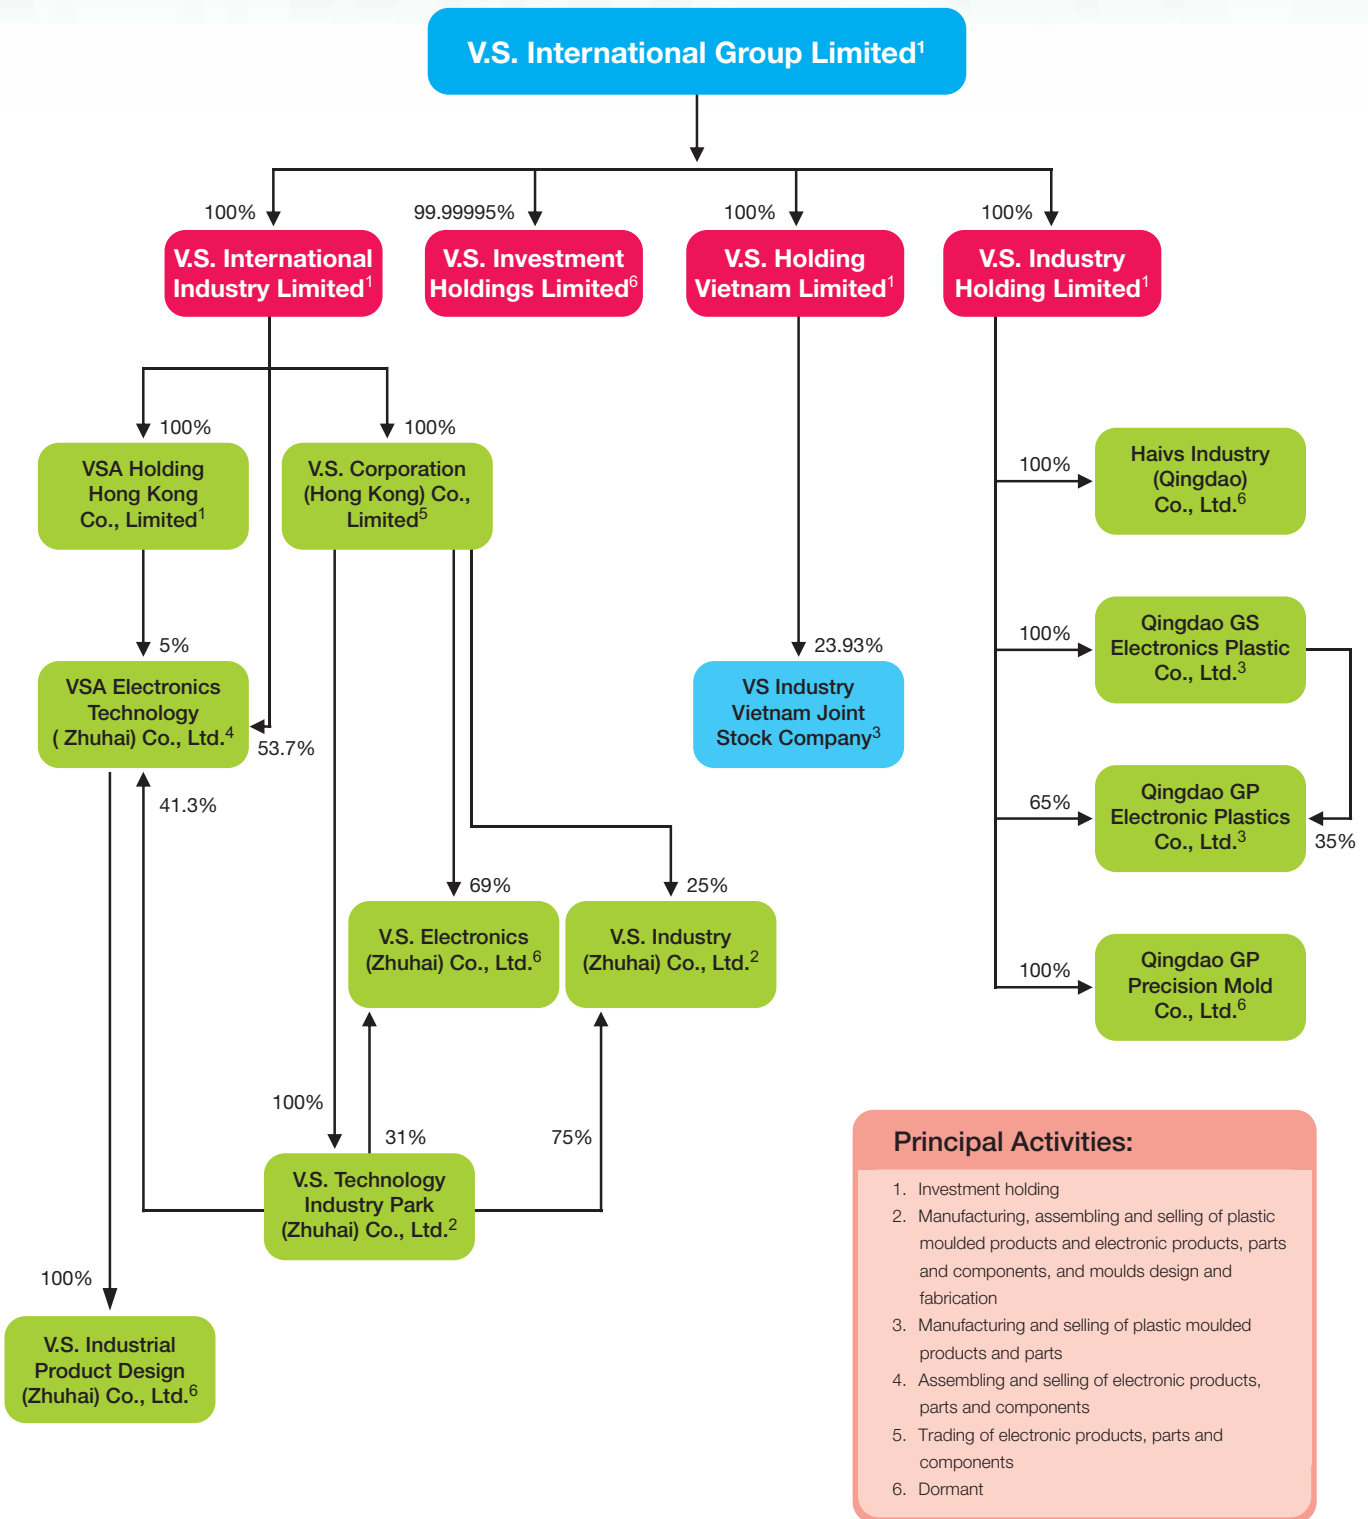 V.S. International Group Limited¹
100%
99.99995%
100%
100%
V.S. International
Industry Limited¹
V.S. Investment
Holdings Limited⁶
V.S. Holding
Vietnam Limited¹
V.S. Industry
Holding Limited¹
100%
100%
VSA Holding
Hong Kong
Co., Limited¹
V.S. Corporation
(Hong Kong) Co.,
Limited⁵
100%
Haivs Industry
(Qingdao)
Co., Ltd.⁶
5%
23.93%
100%
VSA Electronics
Technology
( Zhuhai) Co., Ltd.⁴
53.7%
VS Industry
Vietnam Joint
Stock Company³
Qingdao GS
Electronics Plastic
Co., Ltd.³
41.3%
65%
Qingdao GP
Electronic Plastics
Co., Ltd.³
35%
69%
25%
V.S. Electronics
(Zhuhai) Co., Ltd.⁶
V.S. Industry
(Zhuhai) Co., Ltd.²
100%
Qingdao GP
Precision Mold
Co., Ltd.⁶
100%
31%
75%
V.S. Technology
Industry Park
(Zhuhai) Co., Ltd.²
100%
V.S. Industrial
Product Design
(Zhuhai) Co., Ltd.⁶
Principal Activities:
1. Investment holding
2. Manufacturing, assembling and selling of plastic
moulded products and electronic products, parts
and components, and moulds design and
fabrication
3. Manufacturing and selling of plastic moulded
products and parts
4. Assembling and selling of electronic products,
parts and components
5. Trading of electronic products, parts and
components
6. Dormant